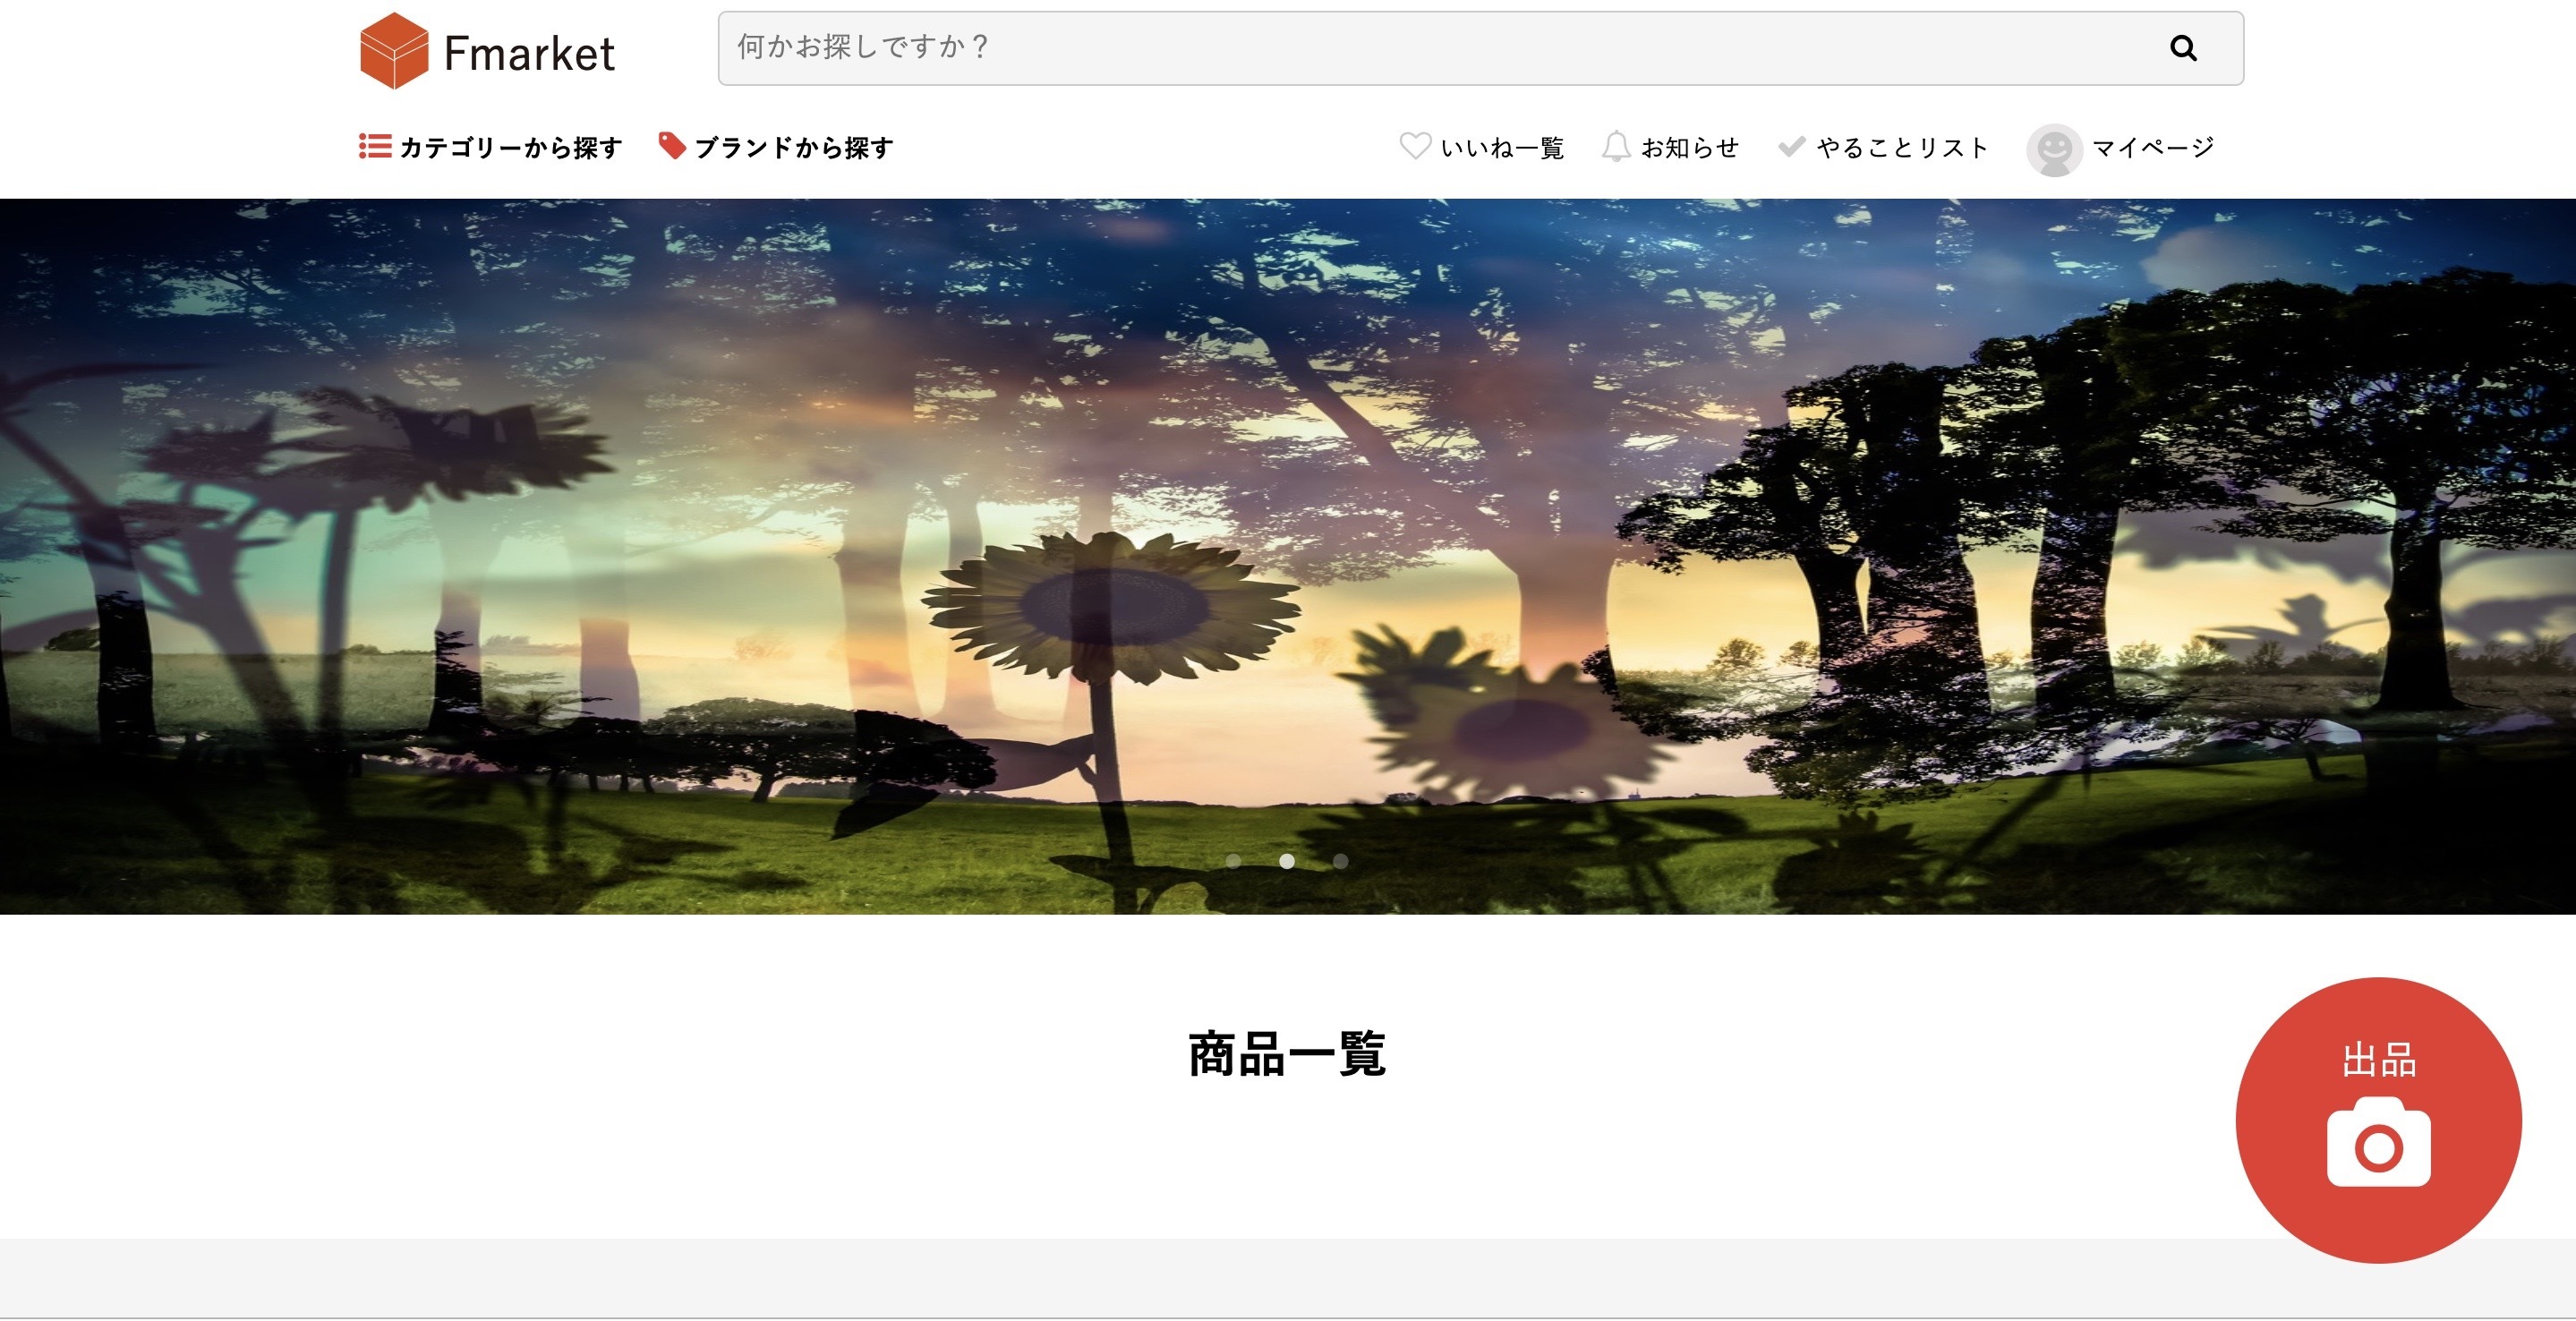 Fmarket
何かお探しですか？
カテゴリーから探す ブランドから探す いいね一覧 お知らせ やることリスト マイページ
商品一覧
出品